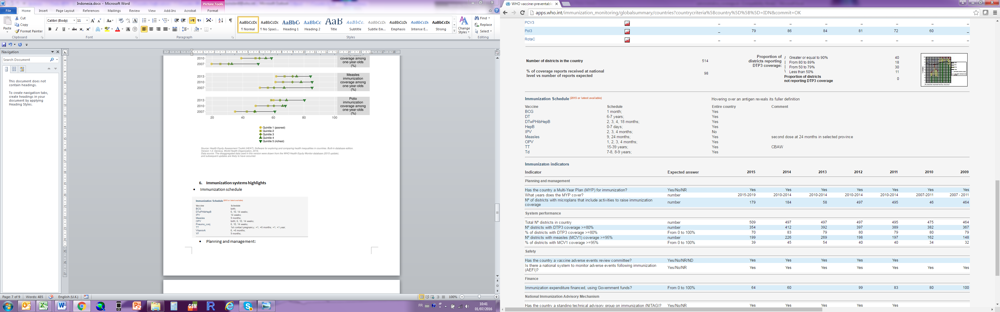 Indonesia.docx - Microsoft Word
Picture Tools
File Home Insert Page Layout References Mailings Review View Add-Ins Acrobat Format
Cut
Copy
Format Painter
Paste
Clipboard
Calibri (Body) 11
Font
Paragraph
AaBbCcDc AaBbCcDc AaBbC AaBbCc AaB AaBbCc. AaBbCcDc AaBbCcDc AaBbCcDc AaBbCcDc
¶ Normal ¶ No Spaci... Heading 1 Heading 2 Title Subtitle Subtle Em... Emphasis Intense E... Strong
Styles
Change Styles
Find
Replace
Select
Editing
Navigation
Search Document
This document does not
contain headings.
To create navigation tabs,
create headings in your
document by applying
Heading Styles.
2010
2007
coverage among
one-year-olds
(%)
2013
2010
2007
Measles
immunization
coverage among
one-year-olds
(%)
2013
2010
2007
Polio
immunization
coverage among
one-year-olds
(%)
20 40 60 80 100
Quintile 1 (poorest)
Quintile 2
Quintile 3
Quintile 4
Quintile 5 (richest)
Source: Health Equity Assessment Toolkit (HEAT): Software for exploring and comparing health inequalities in countries. Built-in database edition.
Version 1.0. Geneva, World Health Organization, 2016.
Data source: The disaggregated data used in this version were drawn from the WHO Health Equity Monitor database (2015 update),
and subsequent updates are likely to have occurred.
6. Immunization systems highlights
• Immunization schedule
Immunization Schedule (2015 or latest available)
Vaccine Schedule
BCG birth;
DTwPHibHepB 6, 10, 14 weeks;
IPV 14 weeks;
Measles 9 months;
OPV birth; 6, 10, 14 weeks;
Pneumo_conj 6, 10, 14 weeks;
TT 1st contact pregnancy; +1, +6 months; +1, +1 year;
VitaminA 6, +6 months;
YF 9 months;
• Planning and management:
Page: 7 of 9 Words: 485 English (U.K.) 100%
GSM
FR
10:41
01/07/2016
WHO vaccine-preventable
apps.who.int/immunization_monitoring/globalsummary/countries?countrycriteria%5Bcountry%5D%5B%5D=IDN&commit=OK
PCV3 – – – – – – – –
Pol3 – 79 86 84 81 72 60 –
RotaC – – – – – – – –
Number of districts in the country 514
% of coverage reports received at national
level vs number of reports expected 98
Proportion of
districts reporting
DTP3 coverage:
/ Greater or equal to 90% 40
| From 80 to 89% 18
| From 50 to 79% 30
\ Less than 50% 11
Proportion of districts
not reporting DTP3 coverage 0
Immunization Schedule (2015 or latest available) Hovering over an antigen reveals its fuller definition
Vaccine Schedule Entire country Comment
BCG 1 month; Yes
DT 6-7 years; Yes
DTwPHibHepB 2, 3, 4, 18 months; Yes
HepB 0-7 days; Yes
IPV 2, 3, 4 months; No
Measles 9, 24 months; Yes second dose at 24 months in selected province
OPV 1, 2, 3, 4 months; Yes
TT 15-39 years; Yes CBAW
Td 7-8, 8-9 years; Yes
Immunizaton indicators
Indicator Expected answer 2015 2014 2013 2012 2011 2010 2009
Planning and management
Has the country a Multi-Year Plan (MYP) for immunization? Yes/No/NR Yes Yes Yes Yes Yes Yes Yes
What years does the MYP cover? number 2015-2019 2010-2014 2010-2014 2010-2014 2010-2014 2007-2011 2007 - 2011
Nº of districts with microplans that include activities to raise immunization
coverage number 179 184 58 497 495 46 464
System performance
Total Nº districts in country number 509 497 497 497 495 475 464
Nº districts with DTP3 coverage >=80% number 354 412 392 397 389 382 367
% of districts with DTP3 coverage >=80% From 0 to 100% 70 83 79 80 79 80 79
Nº districts with measles (MCV1) coverage >=95% number 199 226 269 198 197 162 148
% of districts with MCV1 coverage >=95% From 0 to 100% 39 45 54 40 40 34 32
Safety
Has the country a vaccine adverse events review committee? Yes/No/NR/ND Yes Yes Yes Yes Yes
Is there a national system to monitor adverse events following immunization
(AEFI)? Yes/No/NR Yes Yes Yes Yes Yes Yes Yes
Finance
Immunization expenditure financed, using Government funds? From 0 to 100% 64 60 99 83 80 100
National Immunization Advisory Mechanism
Has the country a standing technical advisory group on immunization (NITAG)? Yes/No/NR Yes Yes Yes Yes Yes